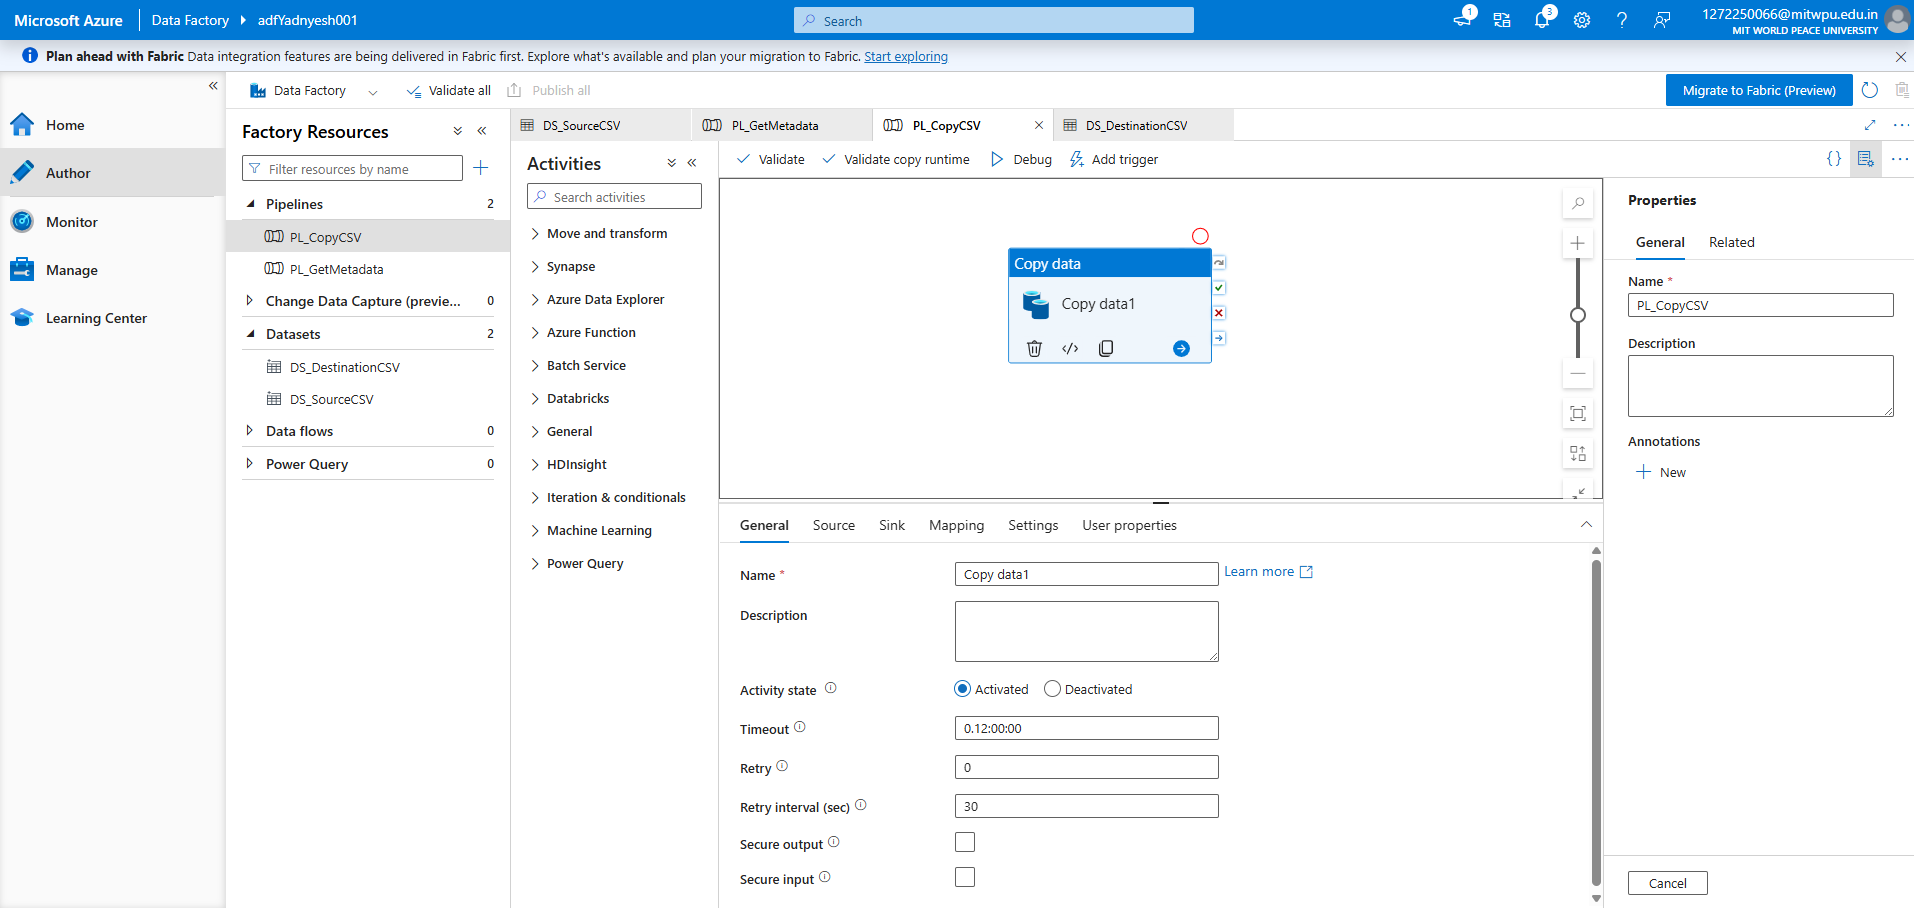 Microsoft Azure
Data Factory
adfYadnyesh001
Search
1
3
1272250066@mitwpu.edu.in
MIT WORLD PEACE UNIVERSITY
Plan ahead with Fabric Data integration features are being delivered in Fabric first. Explore what's available and plan your migration to Fabric. Start exploring
Home
Author
Monitor
Manage
Learning Center
Data Factory
Validate all
Publish all
Migrate to Fabric (Preview)
Factory Resources
Filter resources by name
Pipelines 2
PL_CopyCSV
PL_GetMetadata
Change Data Capture (previe... 0
Datasets 2
DS_DestinationCSV
DS_SourceCSV
Data flows 0
Power Query 0
DS_SourceCSV
PL_GetMetadata
PL_CopyCSV
DS_DestinationCSV
Activities
Search activities
Move and transform
Synapse
Azure Data Explorer
Azure Function
Batch Service
Databricks
General
HDInsight
Iteration & conditionals
Machine Learning
Power Query
Validate
Validate copy runtime
Debug
Add trigger
Copy data
Copy data1
General
Source
Sink
Mapping
Settings
User properties
Name *
Copy data1
Learn more
Description
Activity state
Activated
Deactivated
Timeout
0.12:00:00
Retry
0
Retry interval (sec)
30
Secure output
Secure input
Properties
General
Related
Name *
PL_CopyCSV
Description
Annotations
New
Cancel